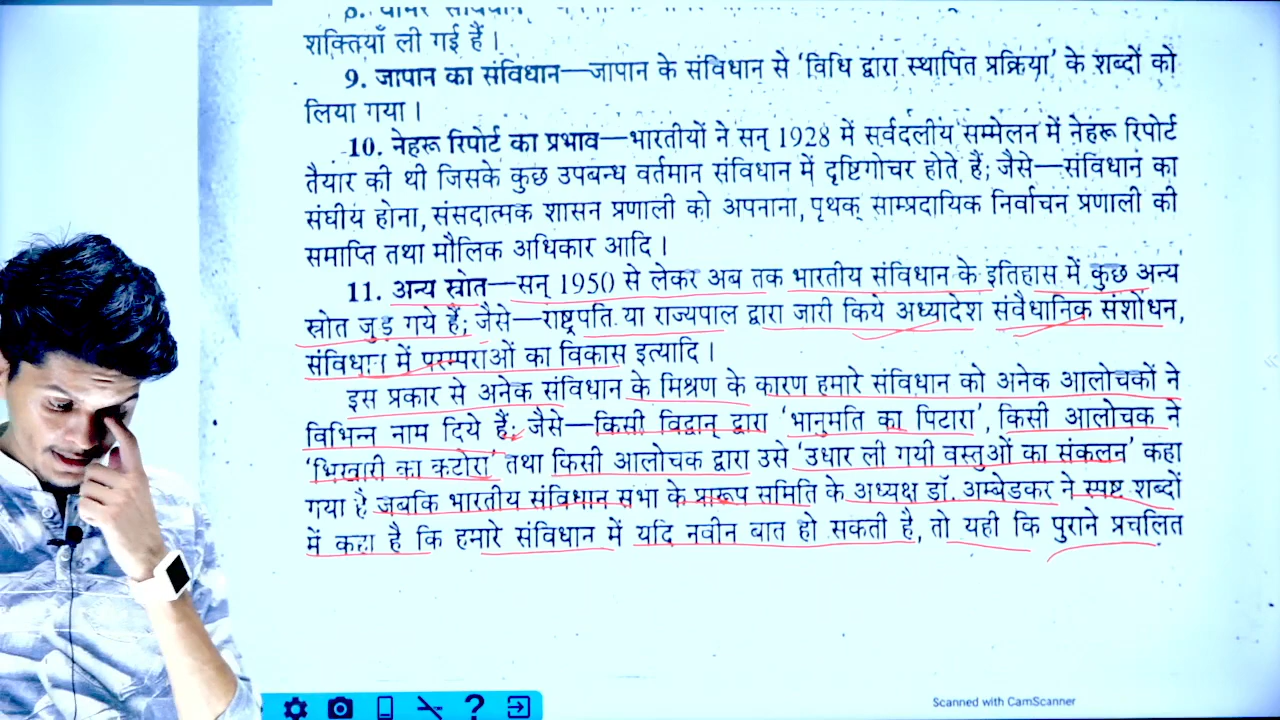 शक्तियाँ ली गई हैं।
9. जापान का संविधान—जापान के संविधान से 'विधि द्वारा स्थापित प्रक्रिया' के शब्दों को
लिया गया।
10. नेहरू रिपोर्ट का प्रभाव—भारतीयों ने सन् 1928 में सर्वदलीय सम्मेलन में नेहरू रिपोर्ट
तैयार की थी जिसके कुछ उपबन्ध वर्तमान संविधान में दृष्टिगोचर होते हैं; जैसे—संविधान का
संघीय होना, संसदात्मक शासन प्रणाली को अपनाना, पृथक् साम्प्रदायिक निर्वाचन प्रणाली की
समाप्ति तथा मौलिक अधिकार आदि।
11. अन्य स्रोत—सन् 1950 से लेकर अब तक भारतीय संविधान के इतिहास में कुछ अन्य
स्रोत जुड़ गये हैं; जैसे—राष्ट्रपति या राज्यपाल द्वारा जारी किये अध्यादेश संवैधानिक संशोधन,
संविधान में परम्पराओं का विकास इत्यादि।
इस प्रकार से अनेक संविधान के मिश्रण के कारण हमारे संविधान को अनेक आलोचकों ने
विभिन्न नाम दिये हैं; जैसे—किसी विद्वान् द्वारा 'भानुमति का पिटारा', किसी आलोचक ने
'भिखारी का कटोरा' तथा किसी आलोचक द्वारा उसे 'उधार ली गयी वस्तुओं का संकलन' कहा
गया है जबकि भारतीय संविधान सभा के प्रारूप समिति के अध्यक्ष डॉ. अम्बेडकर ने स्पष्ट शब्दों
में कहा है कि हमारे संविधान में यदि नवीन बात हो सकती है, तो यही कि पुराने प्रचलित
Scanned with CamScanner